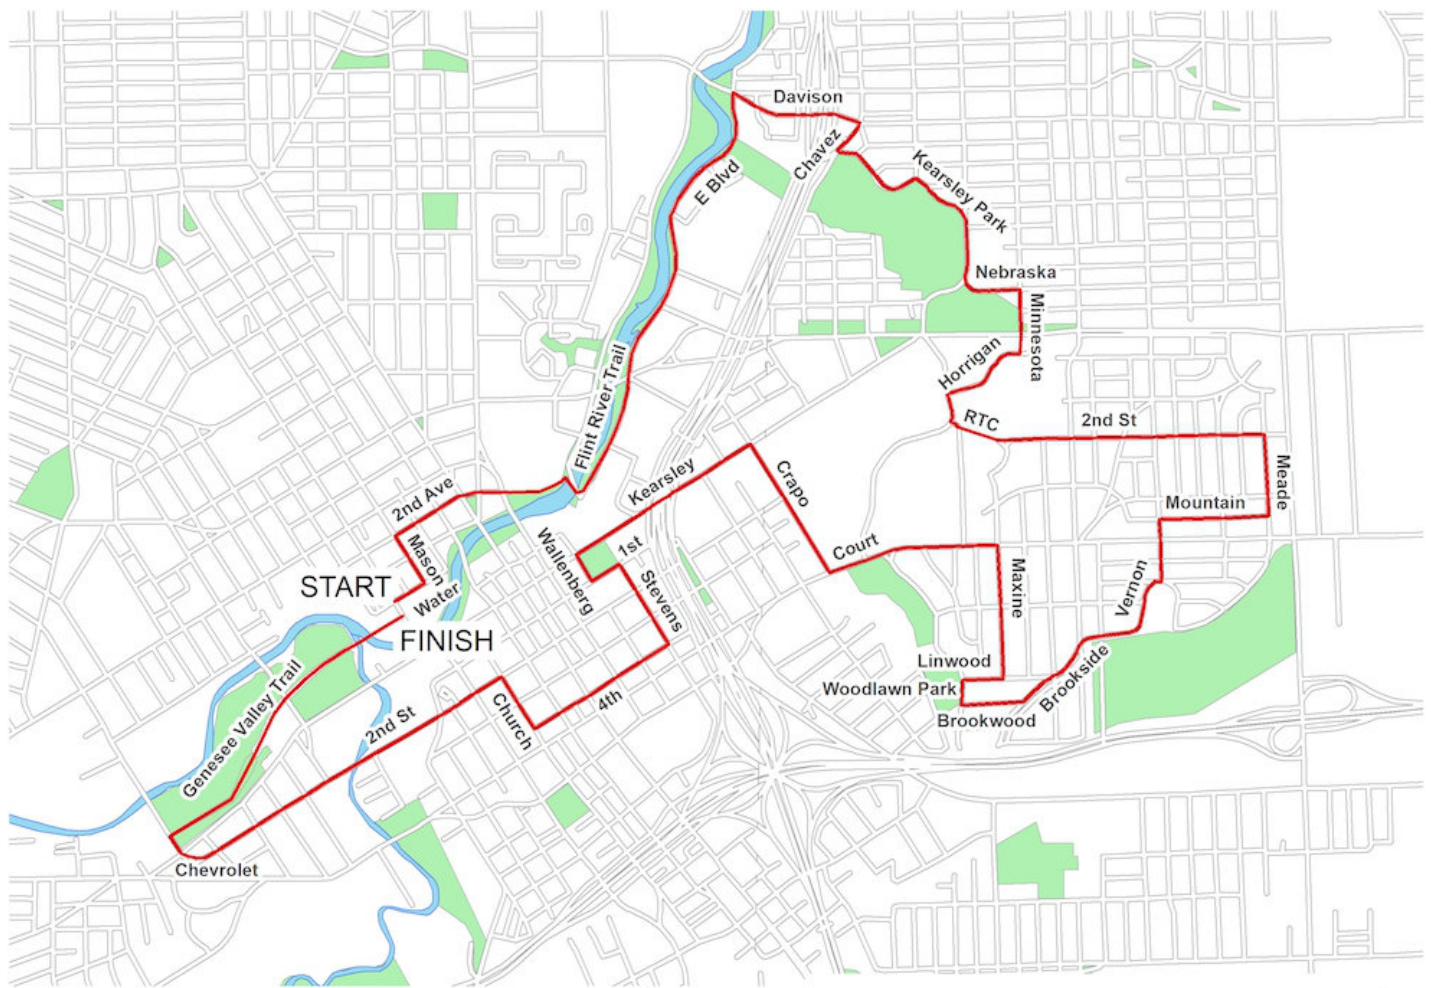 Davison
Chavez
Kearsley Park
E Blvd
Nebraska
Minnesota
Horrigan
Flint River Trail
RTC
2nd St
Meade
Kearsley
Crapo
2nd Ave
Mountain
Mason
Wallenberg
1st
Court
START
Water
Stevens
Maxine
Vernon
FINISH
Linwood
Woodlawn Park
Brookside
Brookwood
Genesee Valley Trail
2nd St
Church
4th
Chevrolet